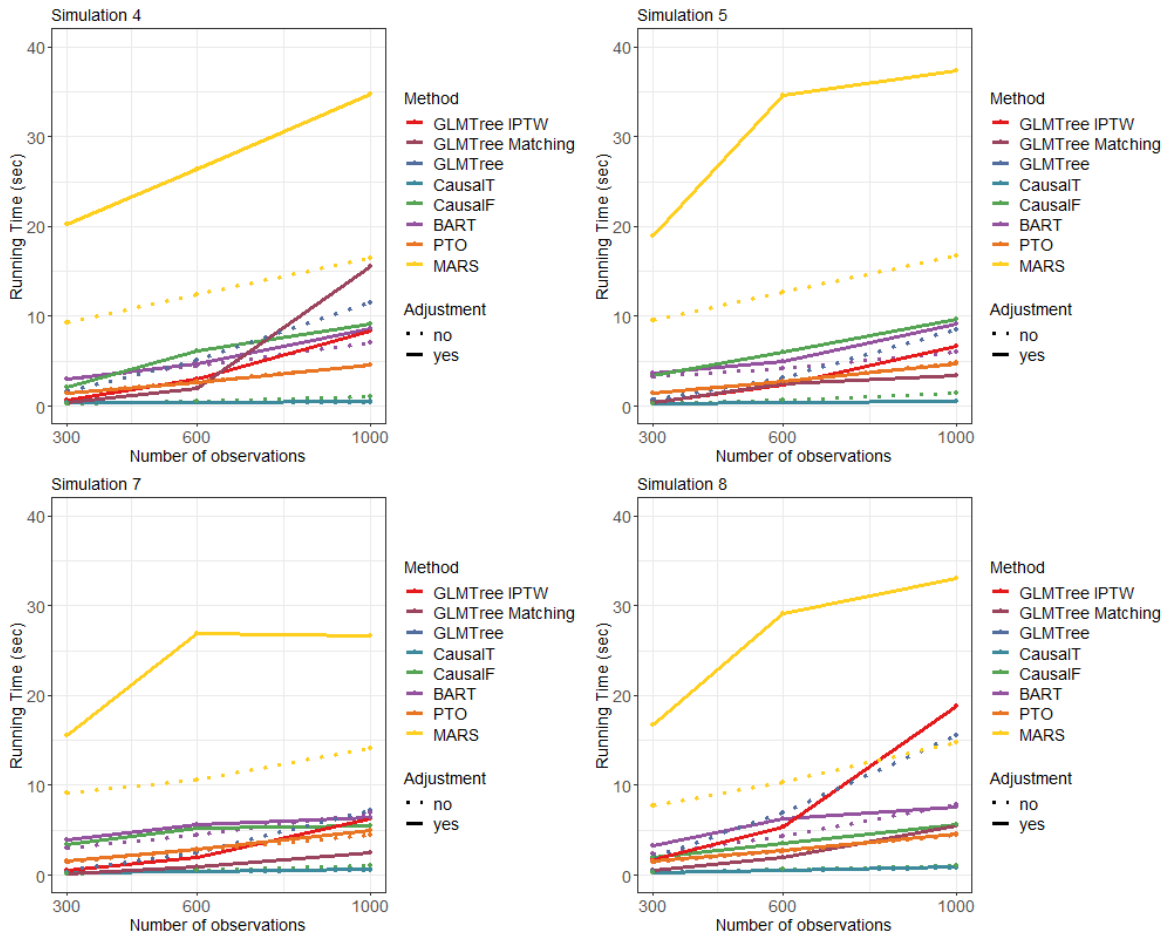 Simulation 4
40
30
20
10
0
Running Time (sec)
300
600
1000
Number of observations
Method
GLMTree IPTW
GLMTree Matching
GLMTree
CausalT
CausalF
BART
PTO
MARS
Adjustment
no
yes
Simulation 5
40
30
20
10
0
Running Time (sec)
300
600
1000
Number of observations
Method
GLMTree IPTW
GLMTree Matching
GLMTree
CausalT
CausalF
BART
PTO
MARS
Adjustment
no
yes
Simulation 7
40
30
20
10
0
Running Time (sec)
300
600
1000
Number of observations
Method
GLMTree IPTW
GLMTree Matching
GLMTree
CausalT
CausalF
BART
PTO
MARS
Adjustment
no
yes
Simulation 8
40
30
20
10
0
Running Time (sec)
300
600
1000
Number of observations
Method
GLMTree IPTW
GLMTree Matching
GLMTree
CausalT
CausalF
BART
PTO
MARS
Adjustment
no
yes